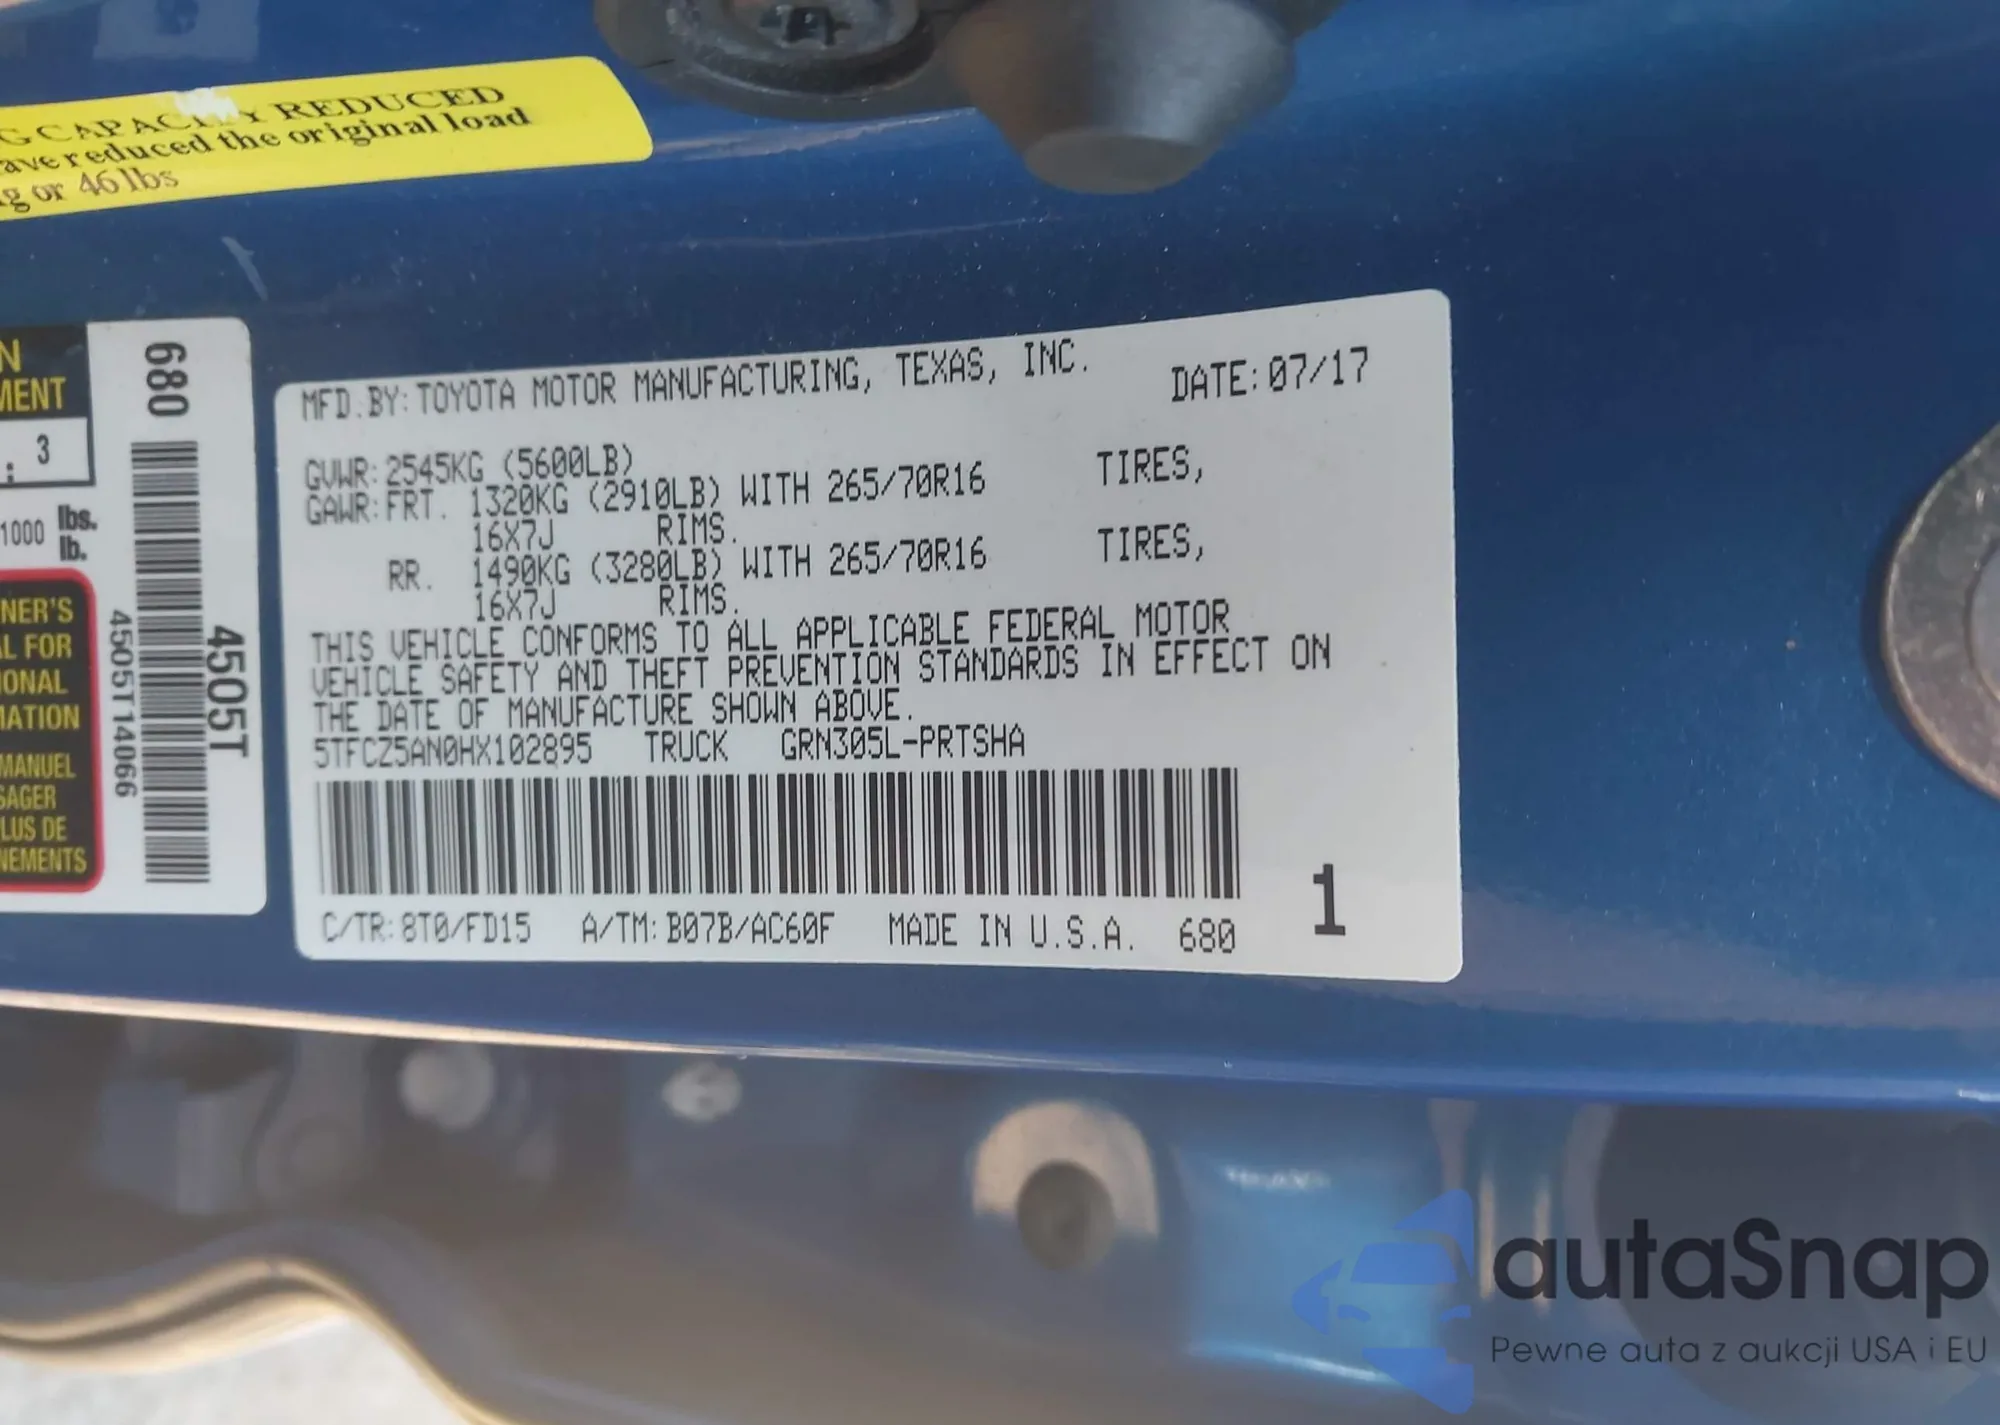 CAPACITY REDUCED
reduced the original load
or 46 lbs
MENT
: 3
1000 lbs.
lb.
NER'S
L FOR
IONAL
MATION
MANUEL
SAGER
LUS DE
NEMENTS
680
4505T14066
4505T
MFD.BY:TOYOTA MOTOR MANUFACTURING, TEXAS, INC. DATE:07/17
GVWR:2545KG (5600LB)
GAWR:FRT. 1320KG (2910LB) WITH 265/70R16 TIRES,
16X7J RIMS.
RR. 1490KG (3280LB) WITH 265/70R16 TIRES,
16X7J RIMS.
THIS VEHICLE CONFORMS TO ALL APPLICABLE FEDERAL MOTOR
VEHICLE SAFETY AND THEFT PREVENTION STANDARDS IN EFFECT ON
THE DATE OF MANUFACTURE SHOWN ABOVE.
5TFCZ5AN0HX102895 TRUCK GRN305L-PRTSHA
C/TR:8T0/FD15 A/TM:B07B/AC60F MADE IN U.S.A. 680 1
autaSnap
Pewne auta z aukcji USA i EU